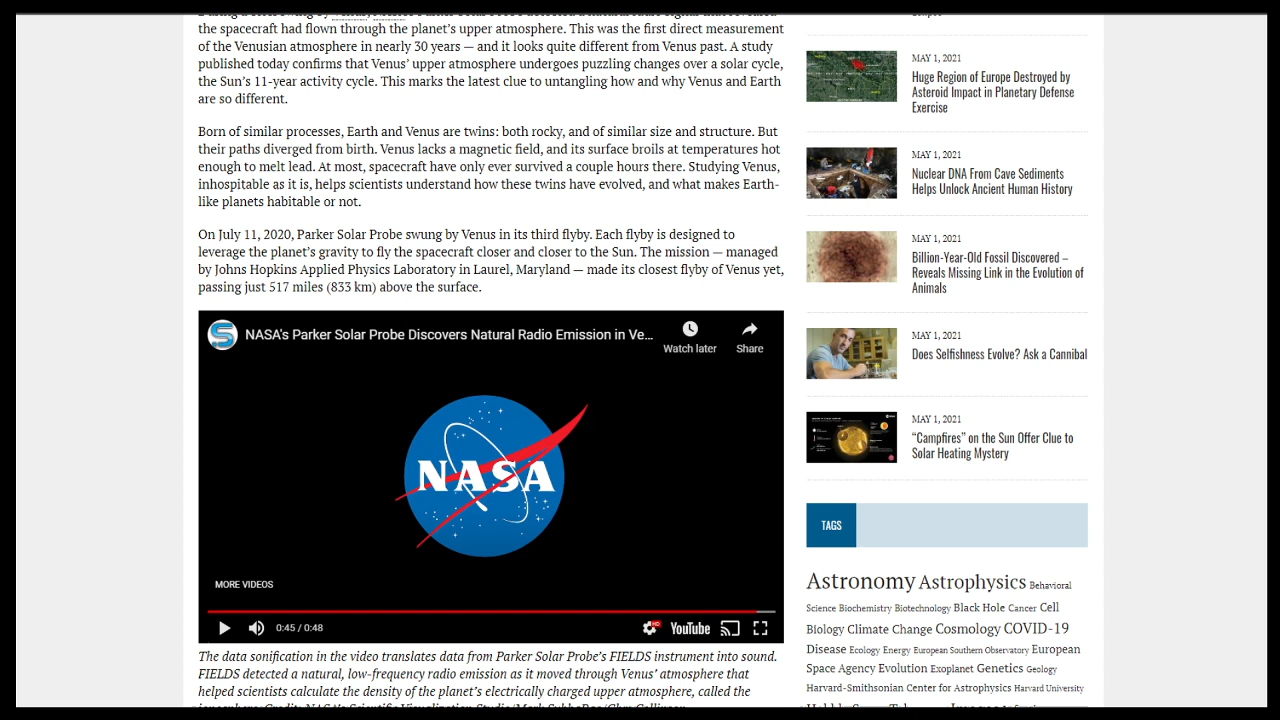 the spacecraft had flown through the planet's upper atmosphere. This was the first direct measurement
of the Venusian atmosphere in nearly 30 years — and it looks quite different from Venus past. A study
published today confirms that Venus' upper atmosphere undergoes puzzling changes over a solar cycle,
the Sun's 11-year activity cycle. This marks the latest clue to untangling how and why Venus and Earth
are so different.
Born of similar processes, Earth and Venus are twins: both rocky, and of similar size and structure. But
their paths diverged from birth. Venus lacks a magnetic field, and its surface broils at temperatures hot
enough to melt lead. At most, spacecraft have only ever survived a couple hours there. Studying Venus,
inhospitable as it is, helps scientists understand how these twins have evolved, and what makes Earth-
like planets habitable or not.
On July 11, 2020, Parker Solar Probe swung by Venus in its third flyby. Each flyby is designed to
leverage the planet's gravity to fly the spacecraft closer and closer to the Sun. The mission — managed
by Johns Hopkins Applied Physics Laboratory in Laurel, Maryland — made its closest flyby of Venus yet,
passing just 517 miles (833 km) above the surface.
NASA's Parker Solar Probe Discovers Natural Radio Emission in Ve...
Watch later
Share
NASA
MORE VIDEOS
0:45 / 0:48
HD
YouTube
The data sonification in the video translates data from Parker Solar Probe's FIELDS instrument into sound.
FIELDS detected a natural, low-frequency radio emission as it moved through Venus' atmosphere that
helped scientists calculate the density of the planet's electrically charged upper atmosphere, called the
MAY 1, 2021
Huge Region of Europe Destroyed by
Asteroid Impact in Planetary Defense
Exercise
MAY 1, 2021
Nuclear DNA From Cave Sediments
Helps Unlock Ancient Human History
MAY 1, 2021
Billion-Year-Old Fossil Discovered –
Reveals Missing Link in the Evolution of
Animals
MAY 1, 2021
Does Selfishness Evolve? Ask a Cannibal
MAY 1, 2021
“Campfires” on the Sun Offer Clue to
Solar Heating Mystery
TAGS
Astronomy Astrophysics Behavioral
Science Biochemistry Biotechnology Black Hole Cancer Cell
Biology Climate Change Cosmology COVID-19
Disease Ecology Energy European Southern Observatory European
Space Agency Evolution Exoplanet Genetics Geology
Harvard-Smithsonian Center for Astrophysics Harvard University